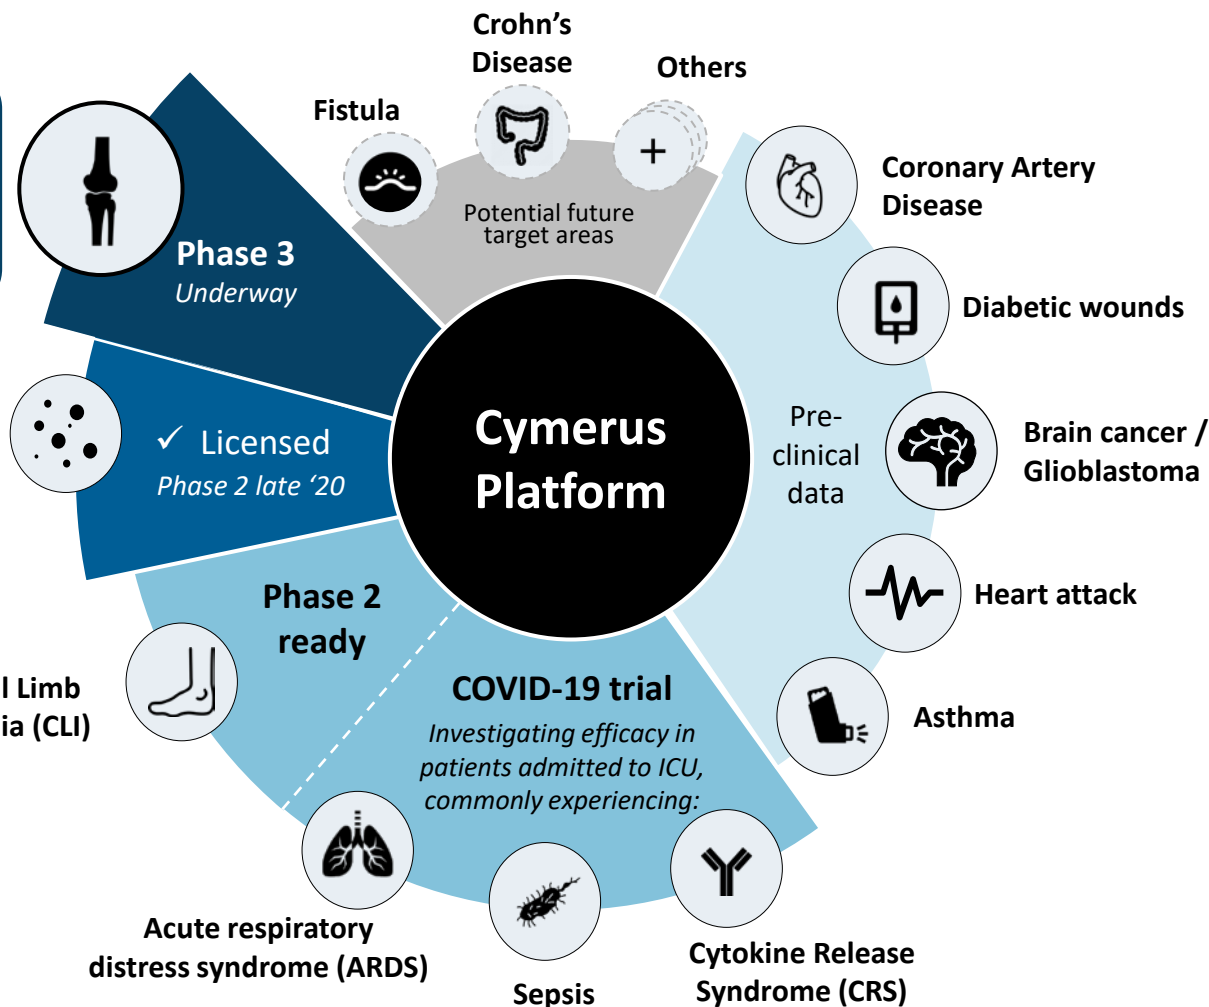 Crohn's
Disease
Others
Fistula
Potential future
target areas
Coronary Artery
Disease
Phase 3
Underway
Diabetic wounds
✓ Licensed
Phase 2 late '20
Cymerus
Platform
Pre-
clinical
data
Brain cancer /
Glioblastoma
Heart attack
Phase 2
ready
l Limb
ia (CLI)
COVID-19 trial
Investigating efficacy in
patients admitted to ICU,
commonly experiencing:
Asthma
Acute respiratory
distress syndrome (ARDS)
Sepsis
Cytokine Release
Syndrome (CRS)